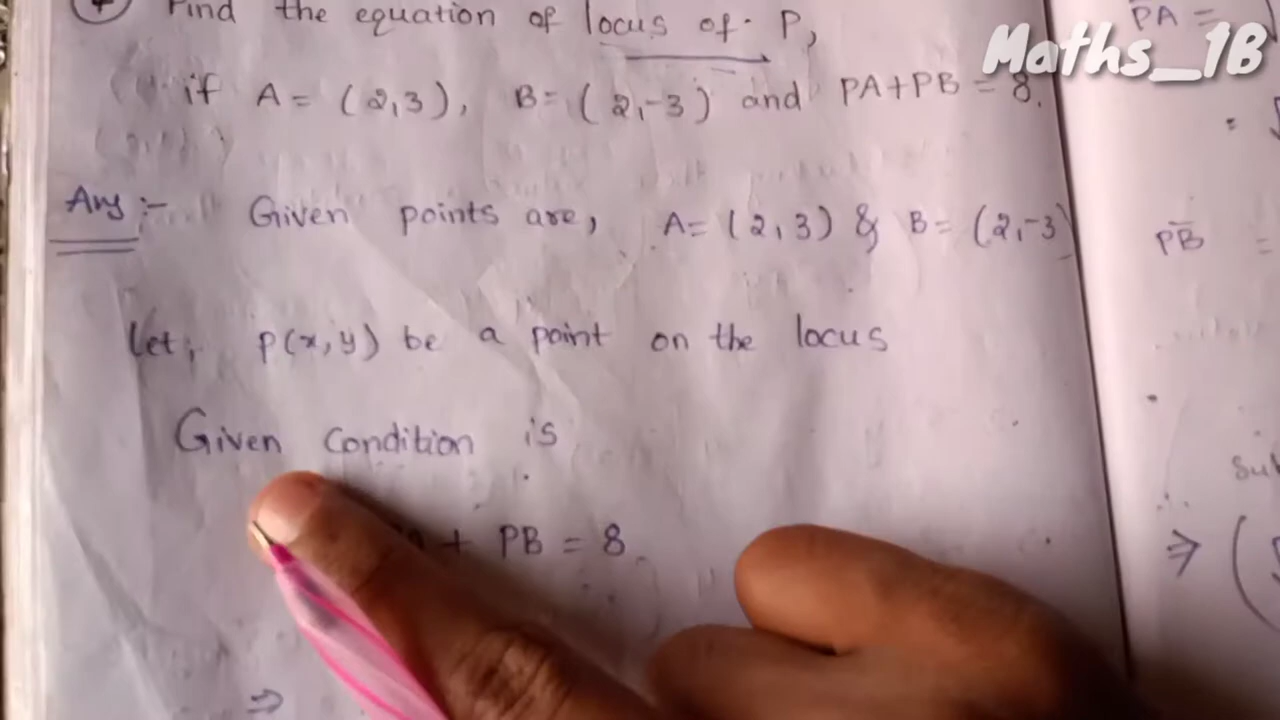 Find the equation of locus of P,
if A = (2,3), B = (2,-3) and PA+PB = 8.
Ans :- Given points are, A = (2,3) & B = (2,-3)
Let, P(x,y) be a point on the locus
Given Condition is
+ PB = 8
⇒
PA =
=
PB =
∴ Sub
⇒ (
Maths_1B